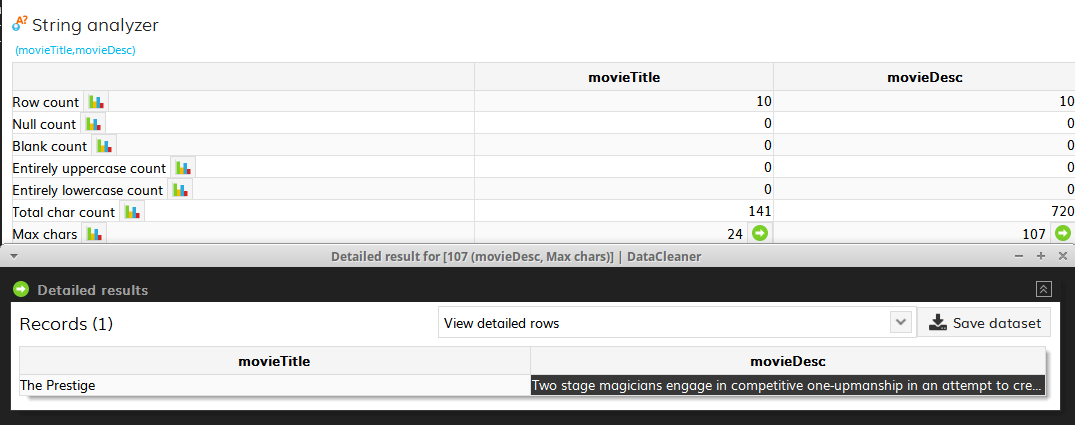 String analyzer
(movieTitle,movieDesc)
movieTitle movieDesc
Row count 10 10
Null count 0 0
Blank count 0 0
Entirely uppercase count 0 0
Entirely lowercase count 0 0
Total char count 141 720
Max chars 24 107
Detailed result for [107 (movieDesc, Max chars)] | DataCleaner
Detailed results
Records (1) View detailed rows Save dataset
movieTitle movieDesc
The Prestige Two stage magicians engage in competitive one-upmanship in an attempt to cre...